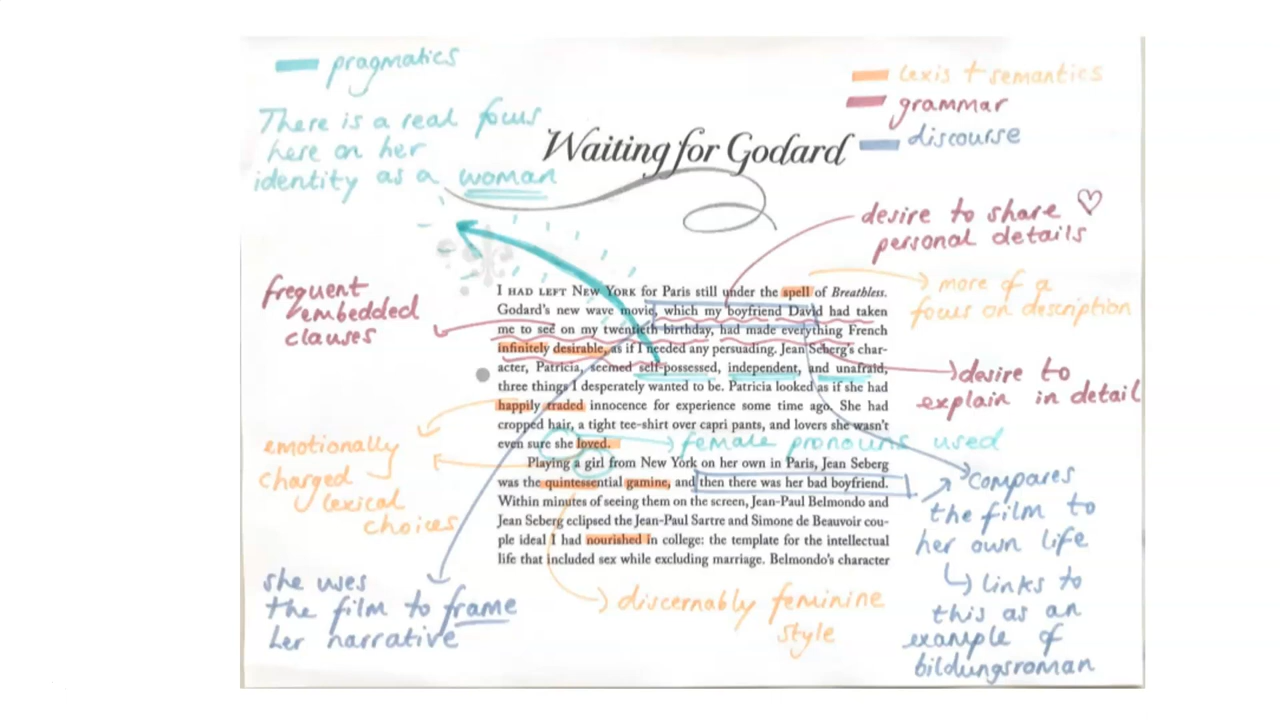 pragmatics
lexis + semantics
grammar
discourse
There is a real focus
here on her
identity as a woman
Waiting for Godard
desire to share
personal details
frequent
embedded
clauses
more of a
focus on description
I HAD LEFT NEW YORK for Paris still under the spell of Breathless.
Godard's new wave movie, which my boyfriend David had taken
me to see on my twentieth birthday, had made everything French
infinitely desirable, as if I needed any persuading. Jean Seberg's char-
acter, Patricia, seemed self-possessed, independent, and unafraid,
three things I desperately wanted to be. Patricia looked as if she had
happily traded innocence for experience some time ago. She had
cropped hair, a tight tee-shirt over capri pants, and lovers she wasn't
even sure she loved.
Playing a girl from New York on her own in Paris, Jean Seberg
was the quintessential gamine, and then there was her bad boyfriend.
Within minutes of seeing them on the screen, Jean-Paul Belmondo and
Jean Seberg eclipsed the Jean-Paul Sartre and Simone de Beauvoir cou-
ple ideal I had nourished in college: the template for the intellectual
life that included sex while excluding marriage. Belmondo's character
desire to
explain in detail
female pronouns used
emotionally
charged
lexical
choices
compares
the film to
her own life
links to
this as an
example of
bildungsroman
she uses
the film to frame
her narrative
discernably feminine
style